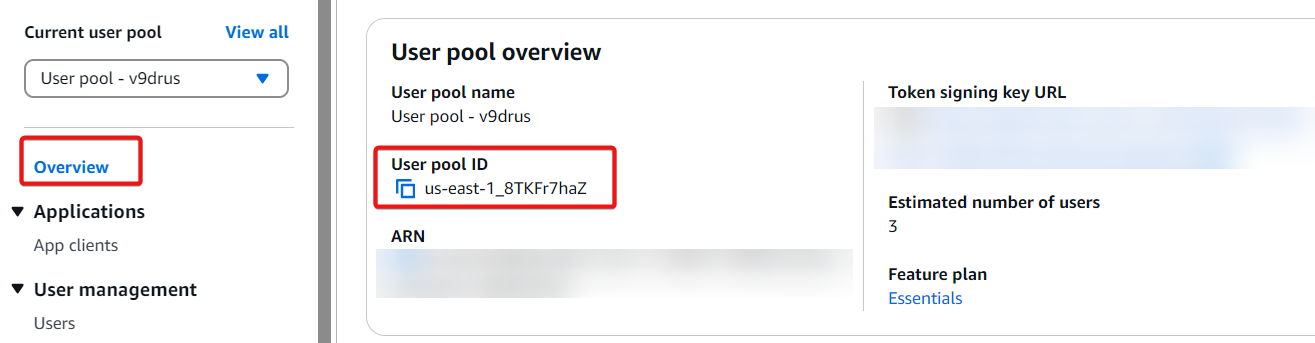 Current user pool
View all
User pool - v9drus
Overview
Applications
App clients
User management
Users
User pool overview
User pool name
User pool - v9drus
User pool ID
us-east-1_8TKFr7haZ
ARN
Token signing key URL
Estimated number of users
3
Feature plan
Essentials